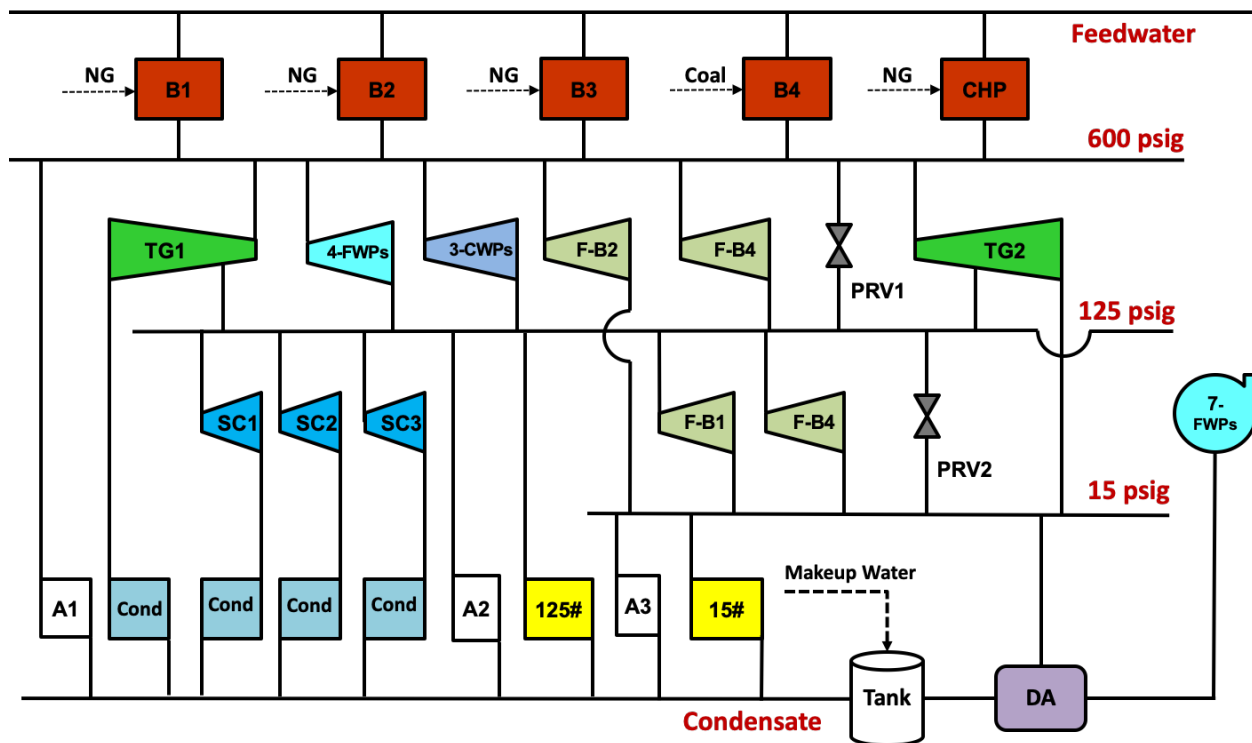 Feedwater
NG
NG
NG
Coal
NG
B1
B2
B3
B4
CHP
600 psig
TG1
4-FWPs
3-CWPs
F-B2
F-B4
PRV1
TG2
125 psig
SC1
SC2
SC3
F-B1
F-B4
PRV2
7-
FWPs
15 psig
A1
Cond
Cond
Cond
Cond
A2
125#
A3
15#
Makeup Water
Tank
DA
Condensate